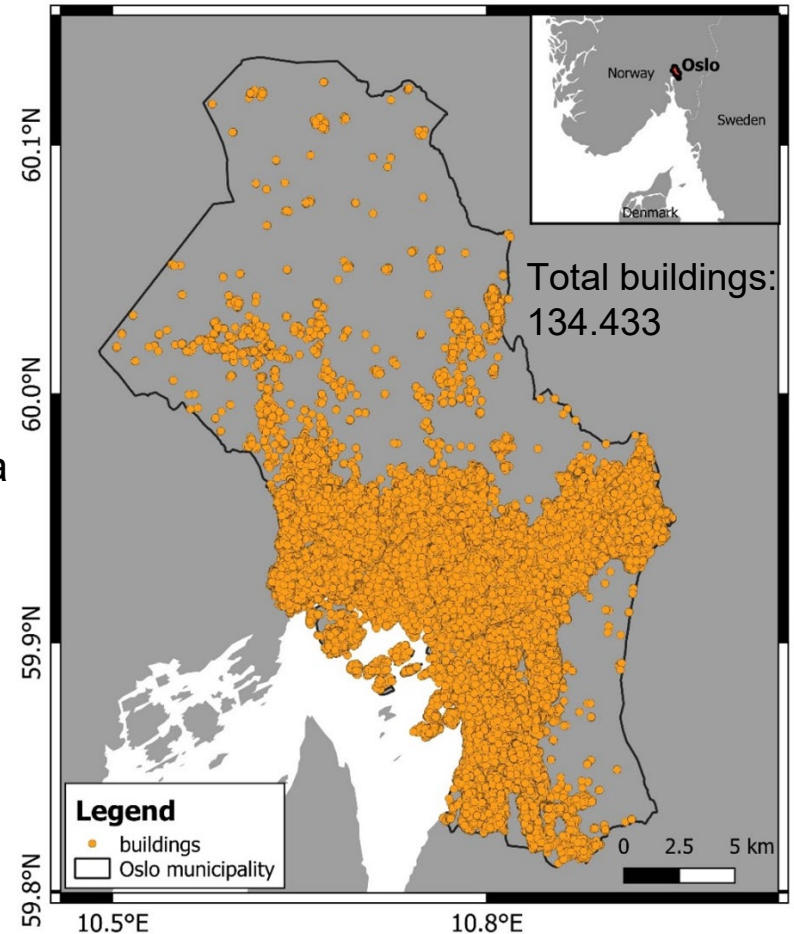 Norway
Oslo
Sweden
Denmark
60.1°N
Total buildings:
134.433
60.0°N
a
59.9°N
Legend
buildings
Oslo municipality
0 2.5 5 km
59.8°N
10.5°E 10.8°E